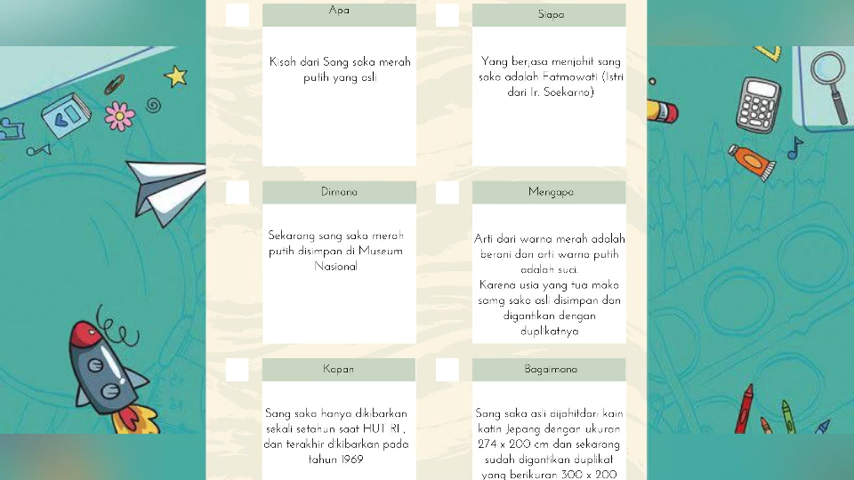 Apa
Kisah dari Sang saka merah
putih yang asli
Siapa
Yang berjasa menjahit sang
saka adalah Fatmawati (Istri
dari Ir. Soekarno)
Dimana
Sekarang sang saka merah
putih disimpan di Museum
Nasional
Mengapa
Arti dari warna merah adalah
berani dan arti warna putih
adalah suci.
Karena usia yang tua maka
samg saka asli disimpan dan
digantikan dengan
duplikatnya
Kapan
Sang saka hanya dikibarkan
sekali setahun saat HUT RI ,
dan terakhir dikibarkan pada
tahun 1969
Bagaimana
Sang saka asli dijahitdari kain
katin Jepang dengan ukuran
274 x 200 cm dan sekarang
sudah digantikan duplikat
yang berikuran 300 x 200